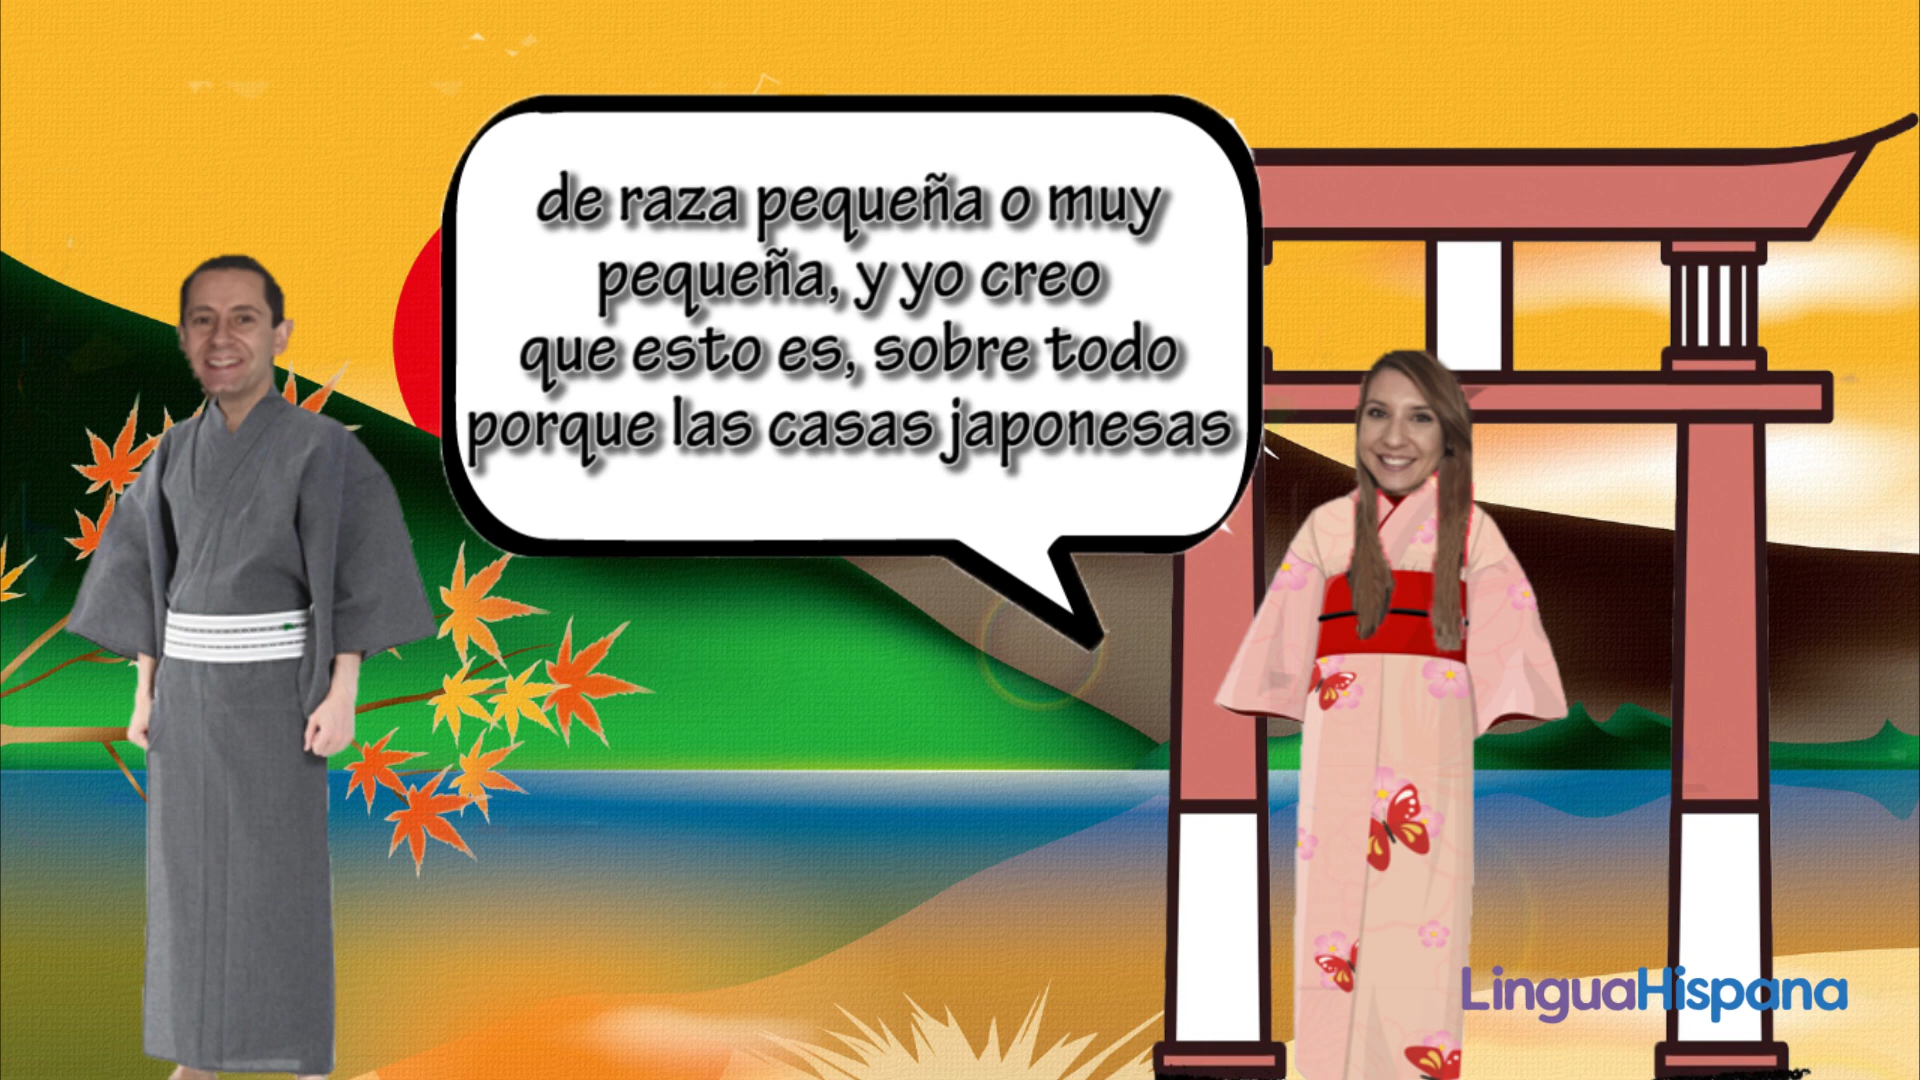 de raza pequeña o muy
pequeña, y yo creo
que esto es, sobre todo
porque las casas japonesas
LinguaHispana